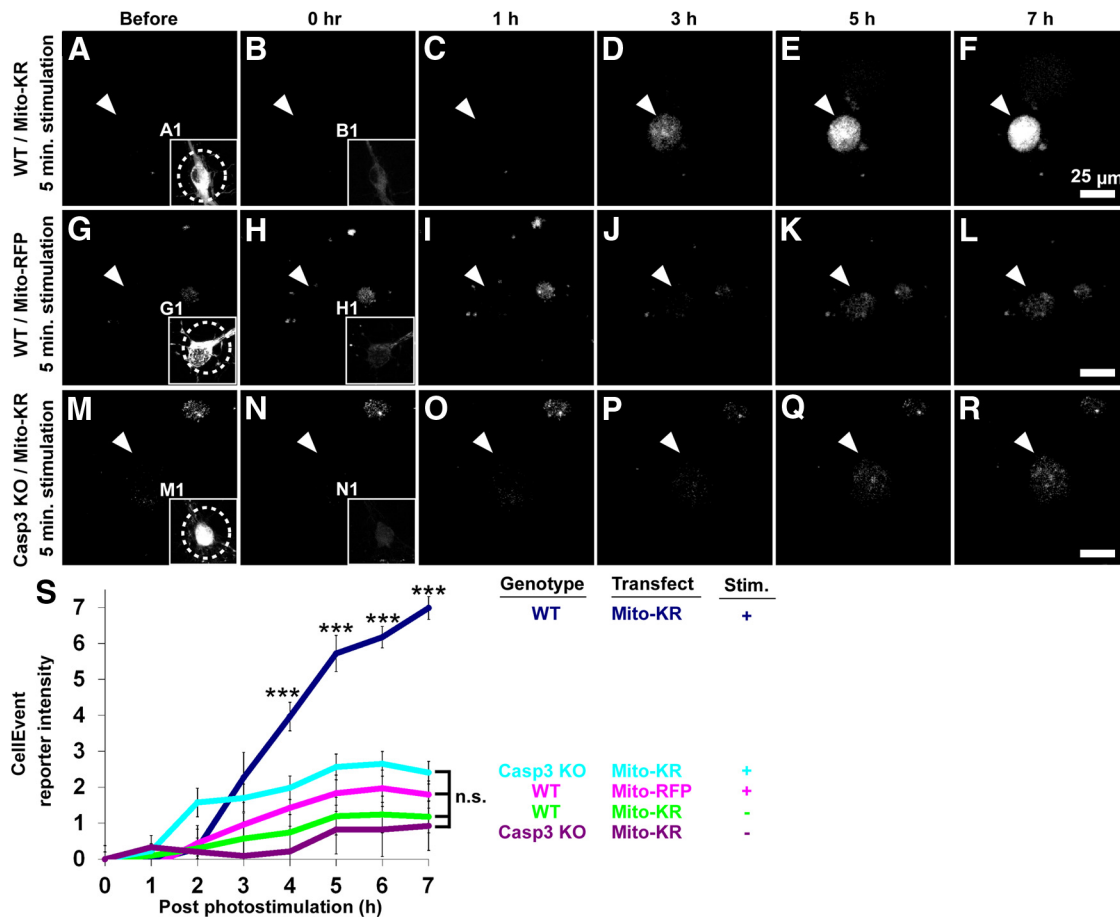 Before 0 hr 1 h 3 h 5 h 7 h
WT / Mito-KR
5 min. stimulation
A B C D E F
A1 B1
25 µm
WT / Mito-RFP
5 min. stimulation
G H I J K L
G1 H1
Casp3 KO / Mito-KR
5 min. stimulation
M N O P Q R
M1 N1
S
CellEvent
reporter intensity
7
6
5
4
3
2
1
0
*** *** *** ***
n.s.
0 1 2 3 4 5 6 7
Post photostimulation (h)
Genotype Transfect Stim.
WT Mito-KR +
Casp3 KO Mito-KR +
WT Mito-RFP +
WT Mito-KR -
Casp3 KO Mito-KR -